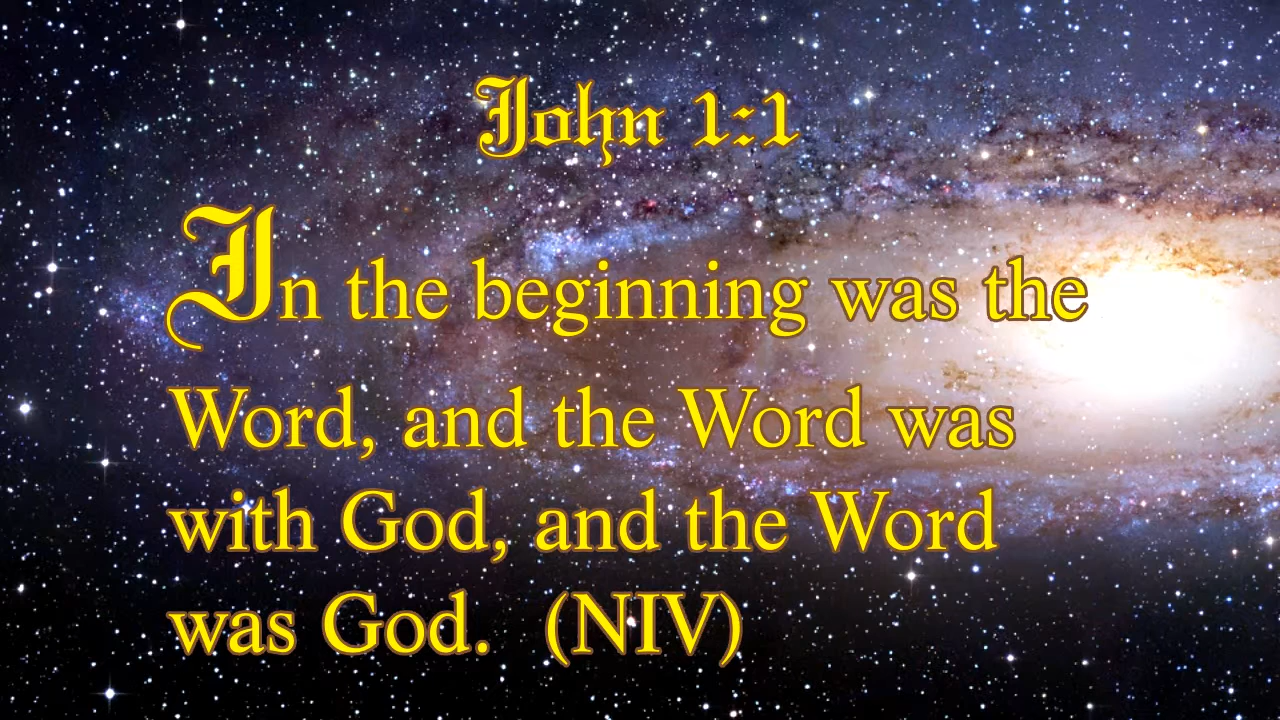 John 1:1
In the beginning was the
Word, and the Word was
with God, and the Word
was God. (NIV)